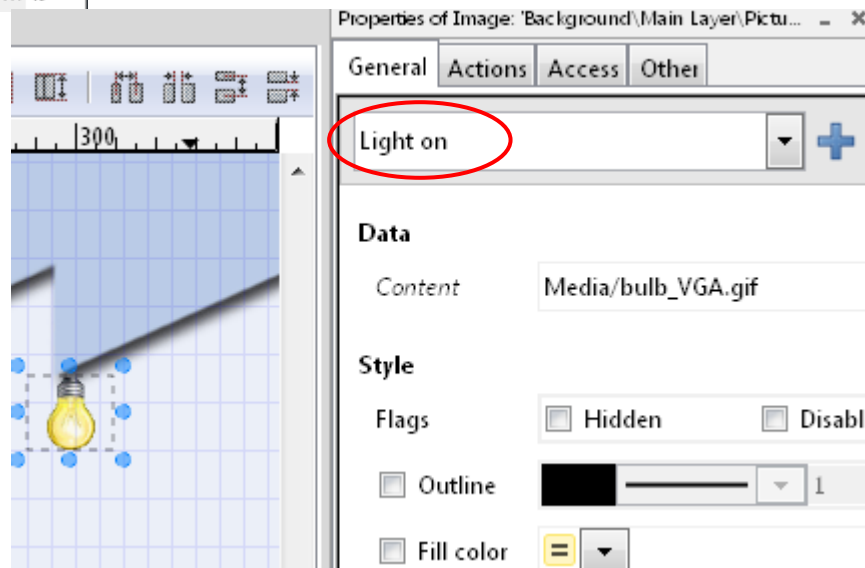 Properties of Image: 'Background\Main Layer\Pictu...
General Actions Access Other
300
Light on
Data
Content Media/bulb_VGA.gif
Style
Flags Hidden Disabl
Outline 1
Fill color